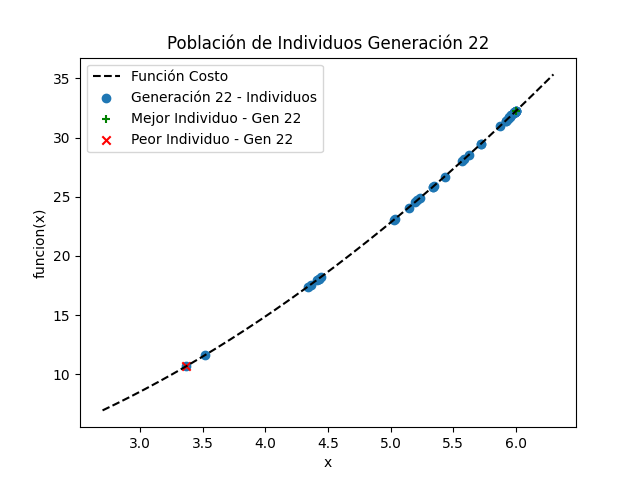 Población de Individuos Generación 22
Función Costo
Generación 22 - Individuos
Mejor Individuo - Gen 22
Peor Individuo - Gen 22
funcion(x)
35
30
25
20
15
10
3.0 3.5 4.0 4.5 5.0 5.5 6.0
x